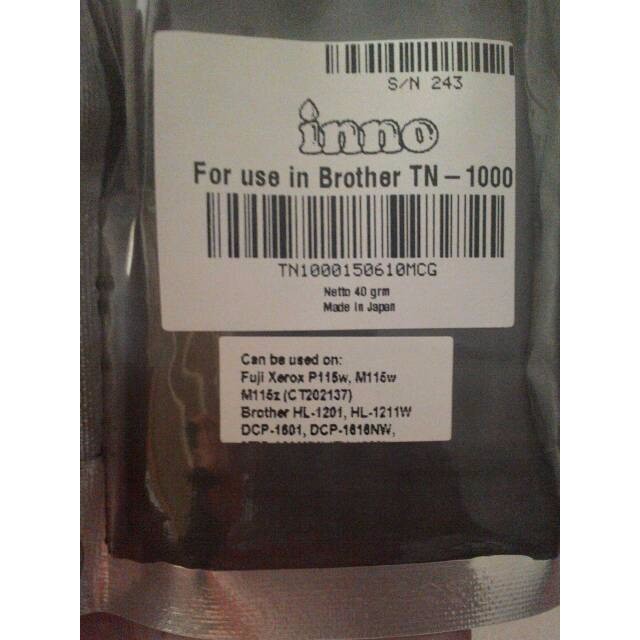 S/N 243
inno
For use in Brother TN-1000
TN1000150610MCG
Netto 40 grm
Made in Japan
Can be used on:
Fuji Xerox P115w, M115w
M115z (CT202137)
Brother HL-1201, HL-1211W
DCP-1601, DCP-1616NW,